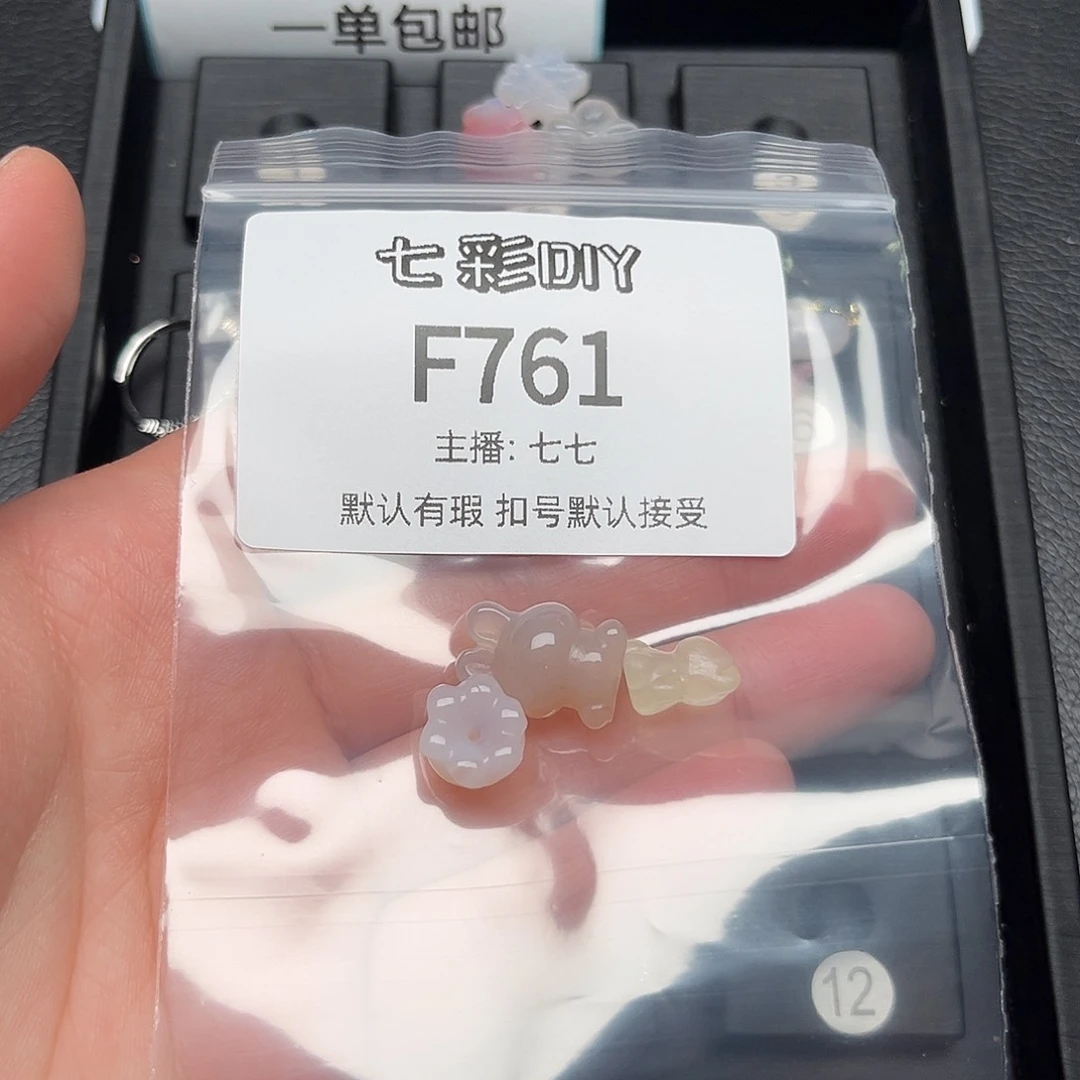 一单包邮
七彩DIY
F761
主播: 七七
默认有瑕 扣号默认接受
6
12